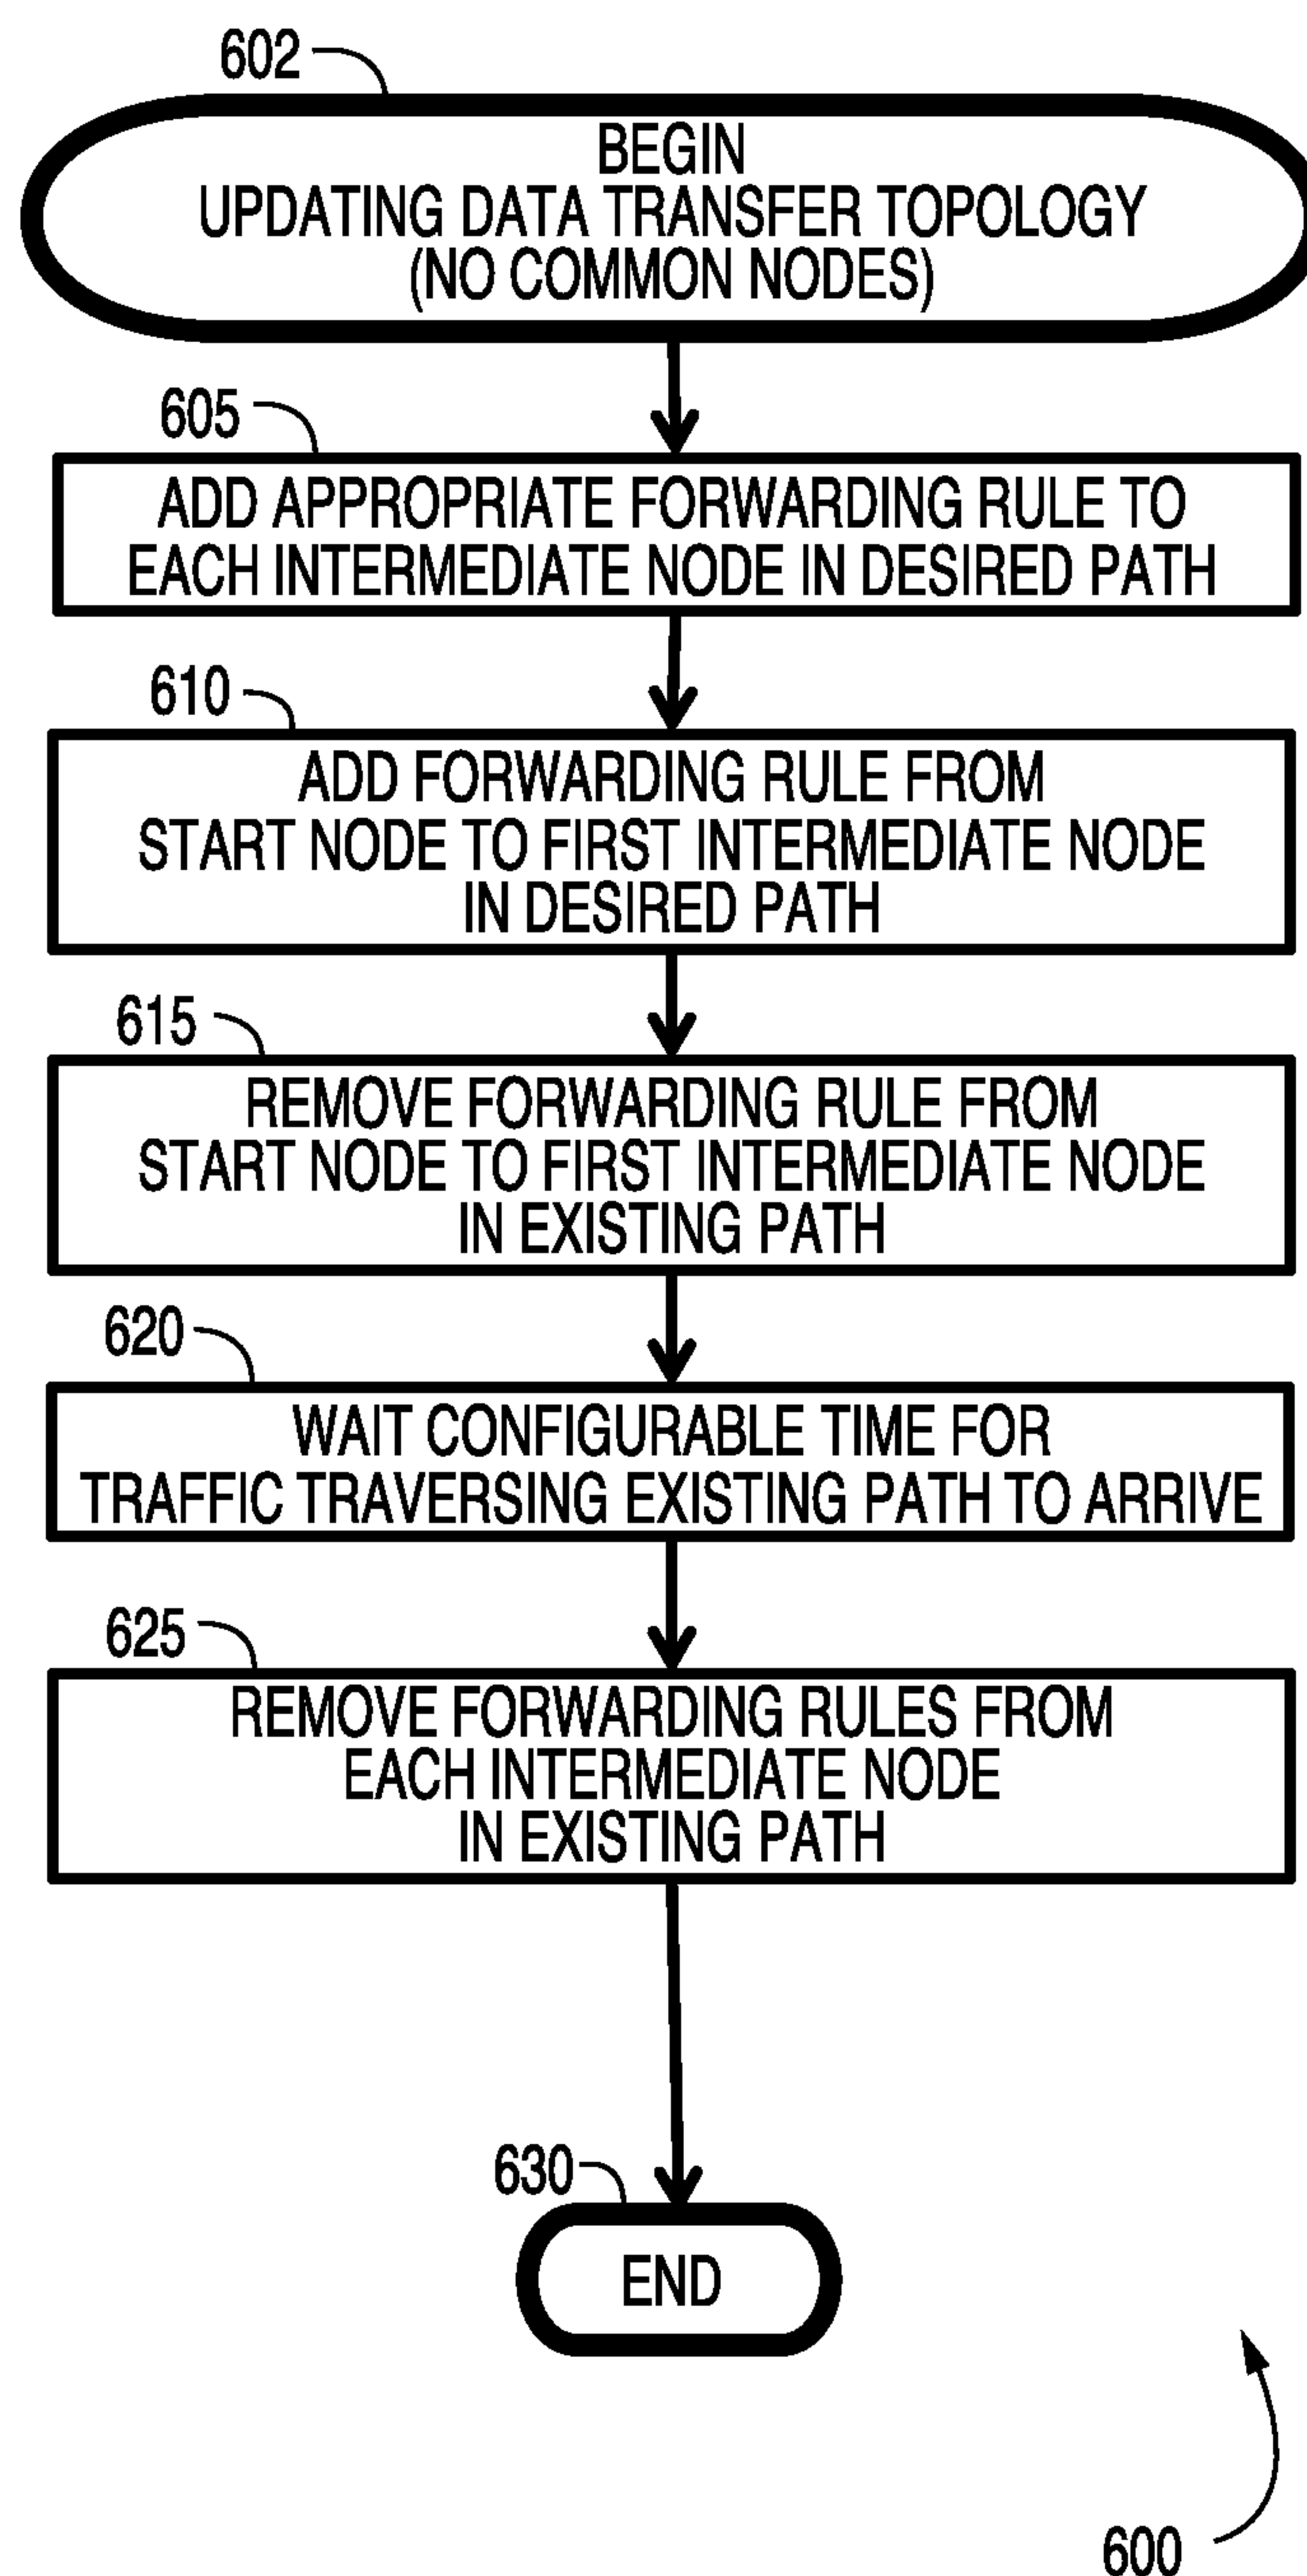 602
BEGIN
UPDATING DATA TRANSFER TOPOLOGY
(NO COMMON NODES)
605
ADD APPROPRIATE FORWARDING RULE TO
EACH INTERMEDIATE NODE IN DESIRED PATH
610
ADD FORWARDING RULE FROM
START NODE TO FIRST INTERMEDIATE NODE
IN DESIRED PATH
615
REMOVE FORWARDING RULE FROM
START NODE TO FIRST INTERMEDIATE NODE
IN EXISTING PATH
620
WAIT CONFIGURABLE TIME FOR
TRAFFIC TRAVERSING EXISTING PATH TO ARRIVE
625
REMOVE FORWARDING RULES FROM
EACH INTERMEDIATE NODE
IN EXISTING PATH
630
END
600